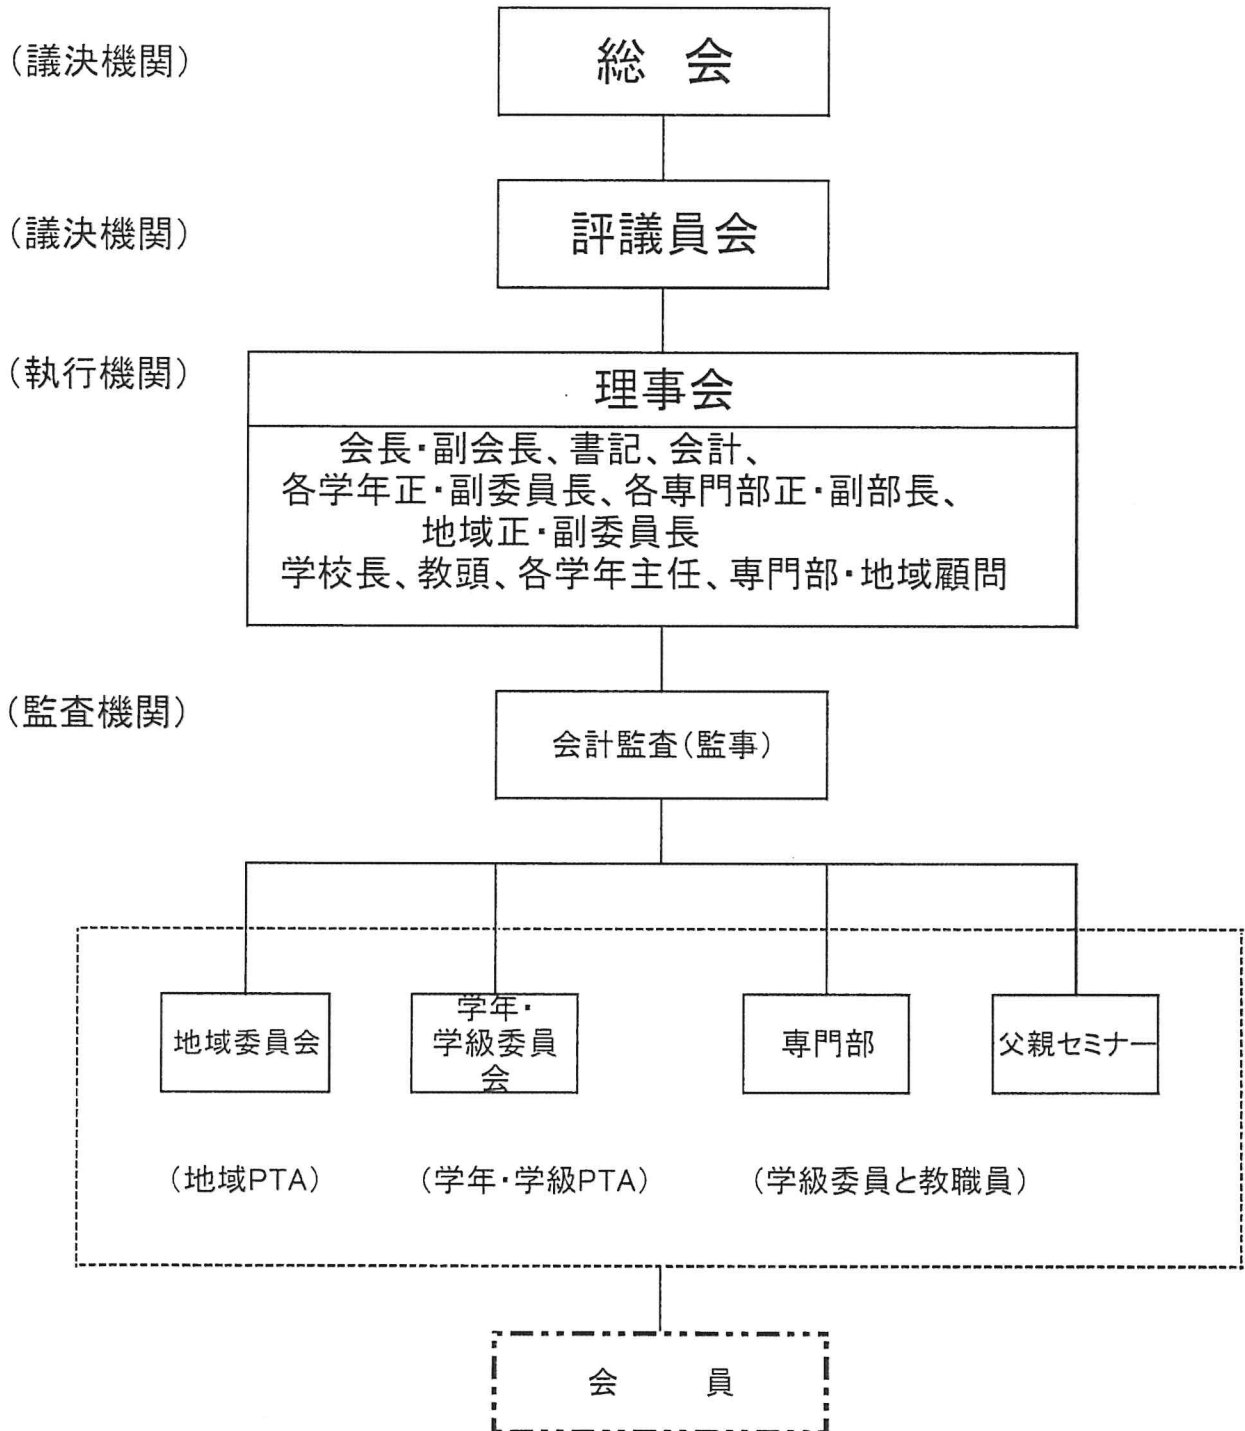 (議決機関)
総 会
(議決機関)
評議員会
(執行機関)
理事会
会長・副会長、書記、会計、
各学年正・副委員長、各専門部正・副部長、
地域正・副委員長
学校長、教頭、各学年主任、専門部・地域顧問
(監査機関)
会計監査(監事)
地域委員会
学年・
学級委員
会
専門部
父親セミナー
(地域PTA)
(学年・学級PTA)
(学級委員と教職員)
会 員